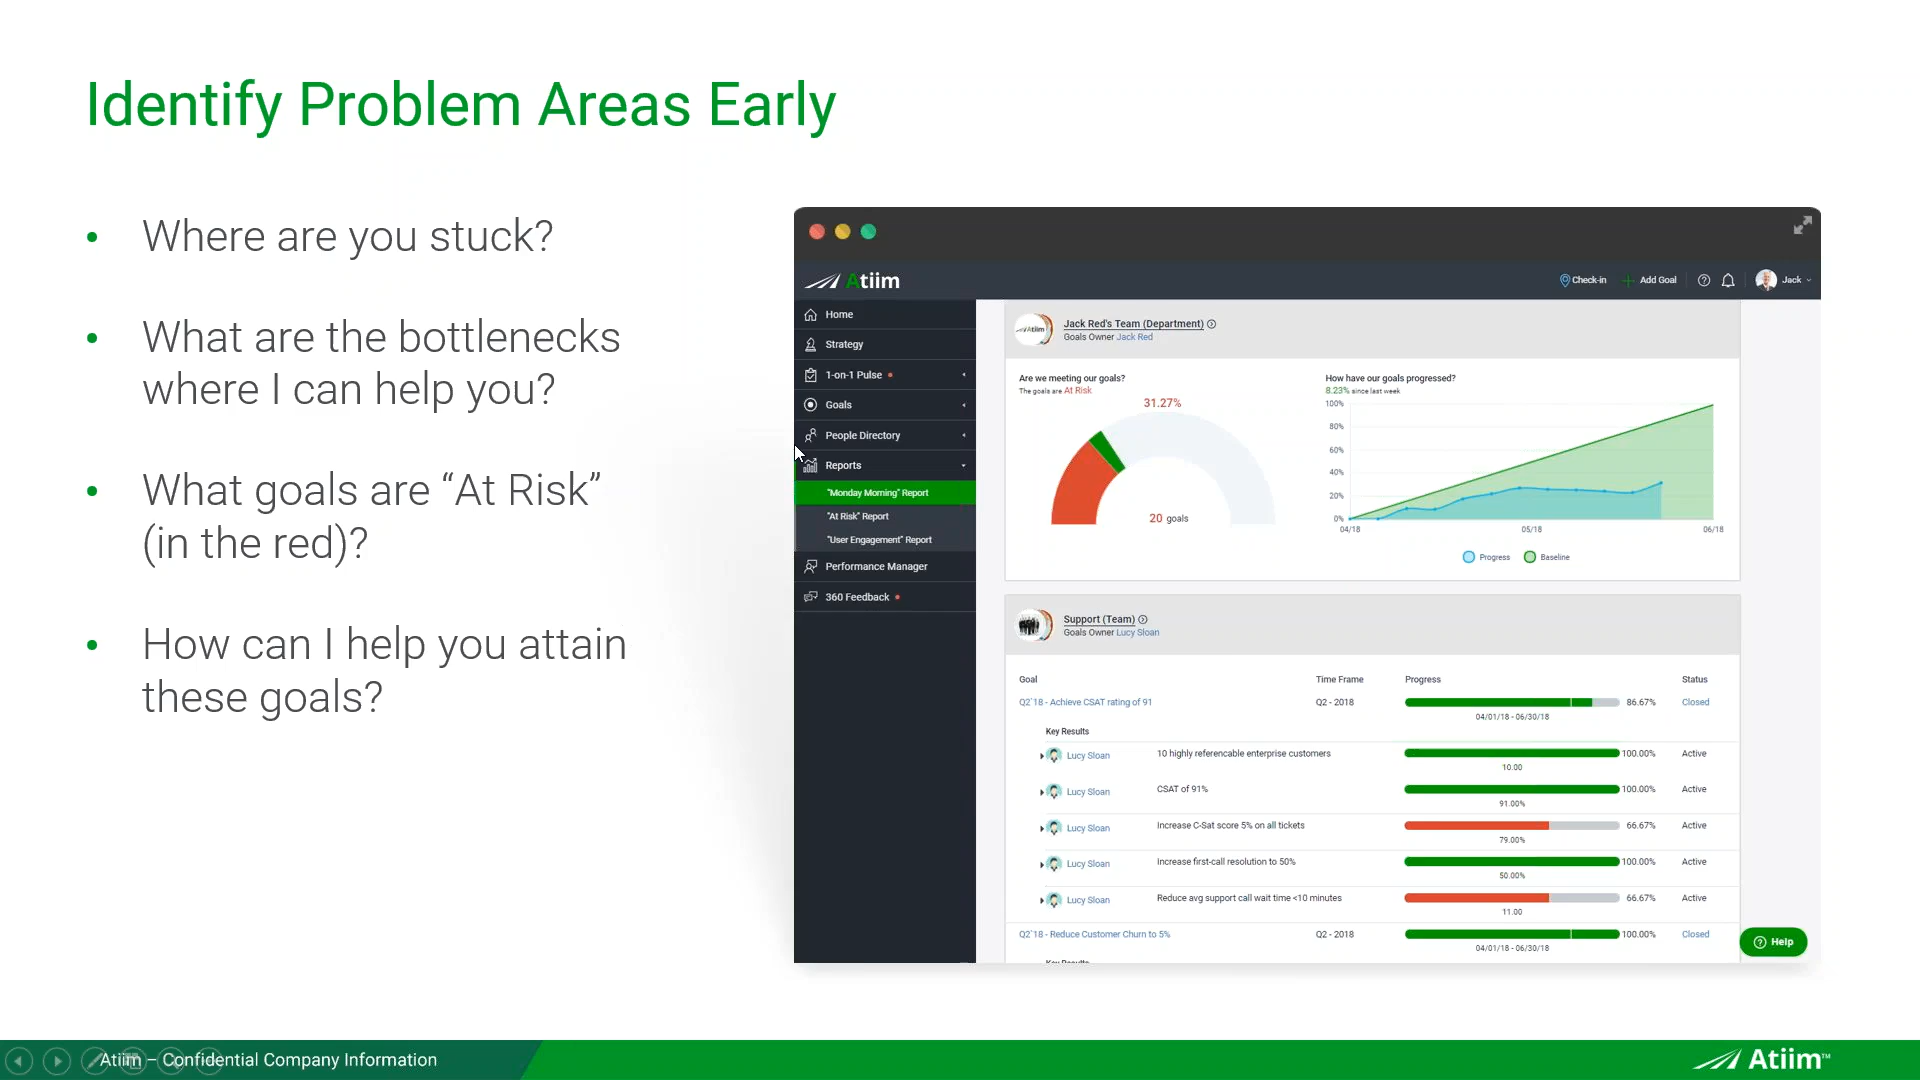 Identify Problem Areas Early
• Where are you stuck?
• What are the bottlenecks
where I can help you?
• What goals are “At Risk”
(in the red)?
• How can I help you attain
these goals?
Atiim
Check-in
Add Goal
Jack
Home
Strategy
1-on-1 Pulse
Goals
People Directory
Reports
"Monday Morning" Report
"At Risk" Report
"User Engagement" Report
Performance Manager
360 Feedback
Jack Red's Team (Department)
Goals Owner Jack Red
Are we meeting our goals?
The goals are At Risk
31.27%
20 goals
How have our goals progressed?
8.23% since last week
100%
80%
60%
40%
20%
0%
04/18 05/18 06/18
Progress Baseline
Support (Team)
Goals Owner Lucy Sloan
Goal Time Frame Progress Status
Q2`18 - Achieve CSAT rating of 91 Q2 - 2018 86.67% Closed
04/01/18 - 06/30/18
Key Results
Lucy Sloan 10 highly referencable enterprise customers 100.00% Active
10.00
Lucy Sloan CSAT of 91% 100.00% Active
91.00%
Lucy Sloan Increase C-Sat score 5% on all tickets 66.67% Active
79.00%
Lucy Sloan Increase first-call resolution to 50% 100.00% Active
50.00%
Lucy Sloan Reduce avg support call wait time <10 minutes 66.67% Active
11.00
Q2`18 - Reduce Customer Churn to 5% Q2 - 2018 100.00% Closed
04/01/18 - 06/30/18
Key Results
Help
Atiim – Confidential Company Information
Atiim™